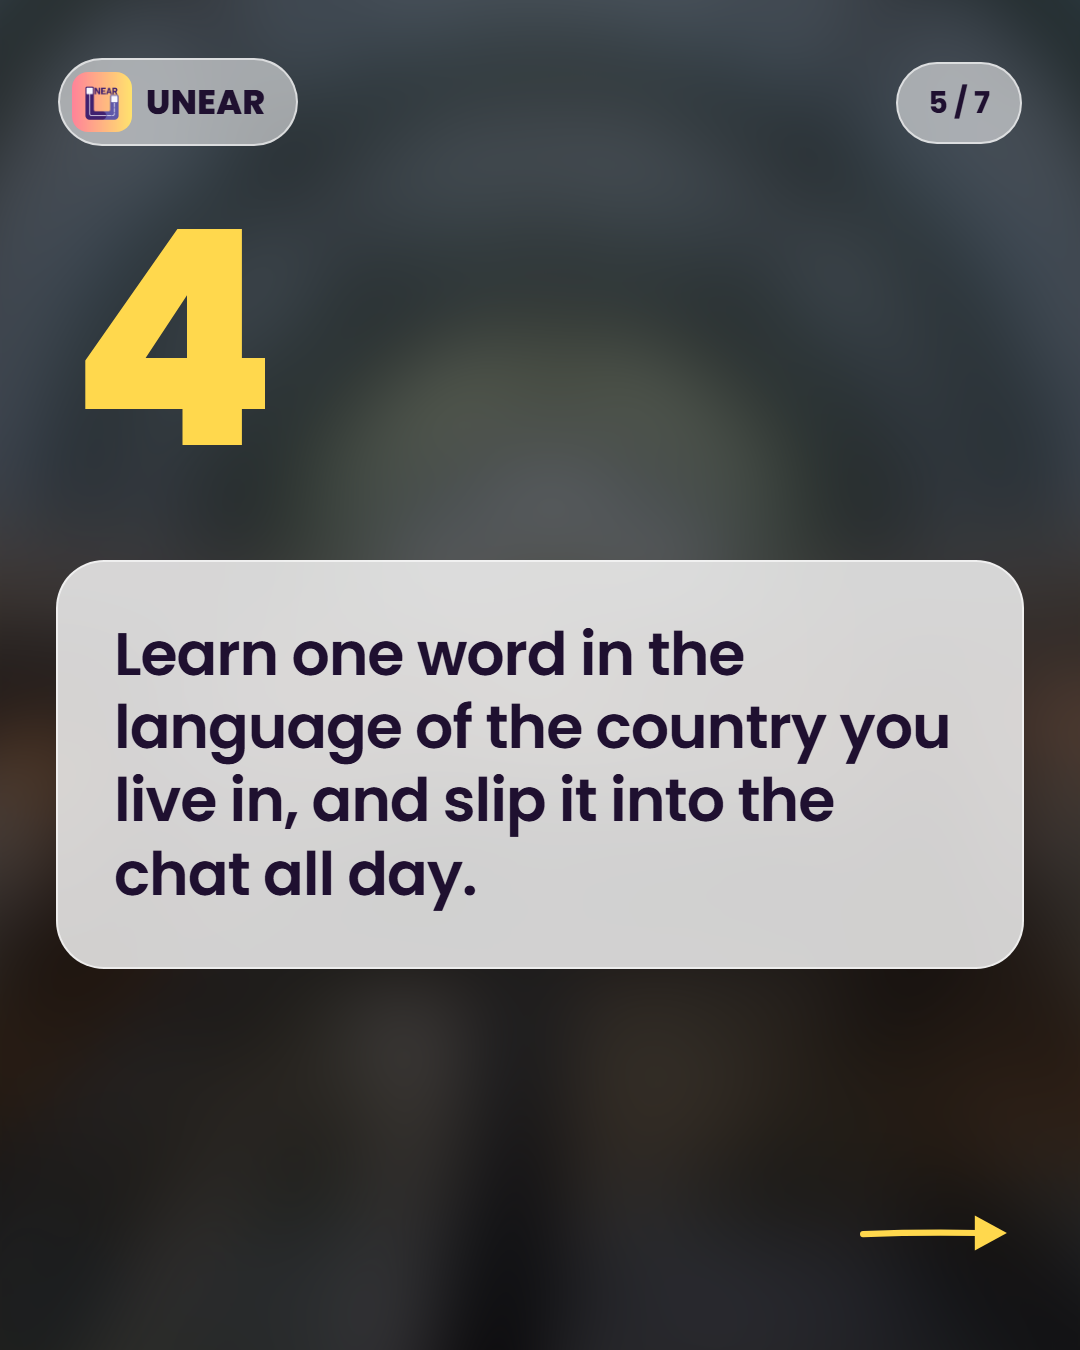 UNEAR
UNEAR
5 / 7
4
Learn one word in the
language of the country you
live in, and slip it into the
chat all day.